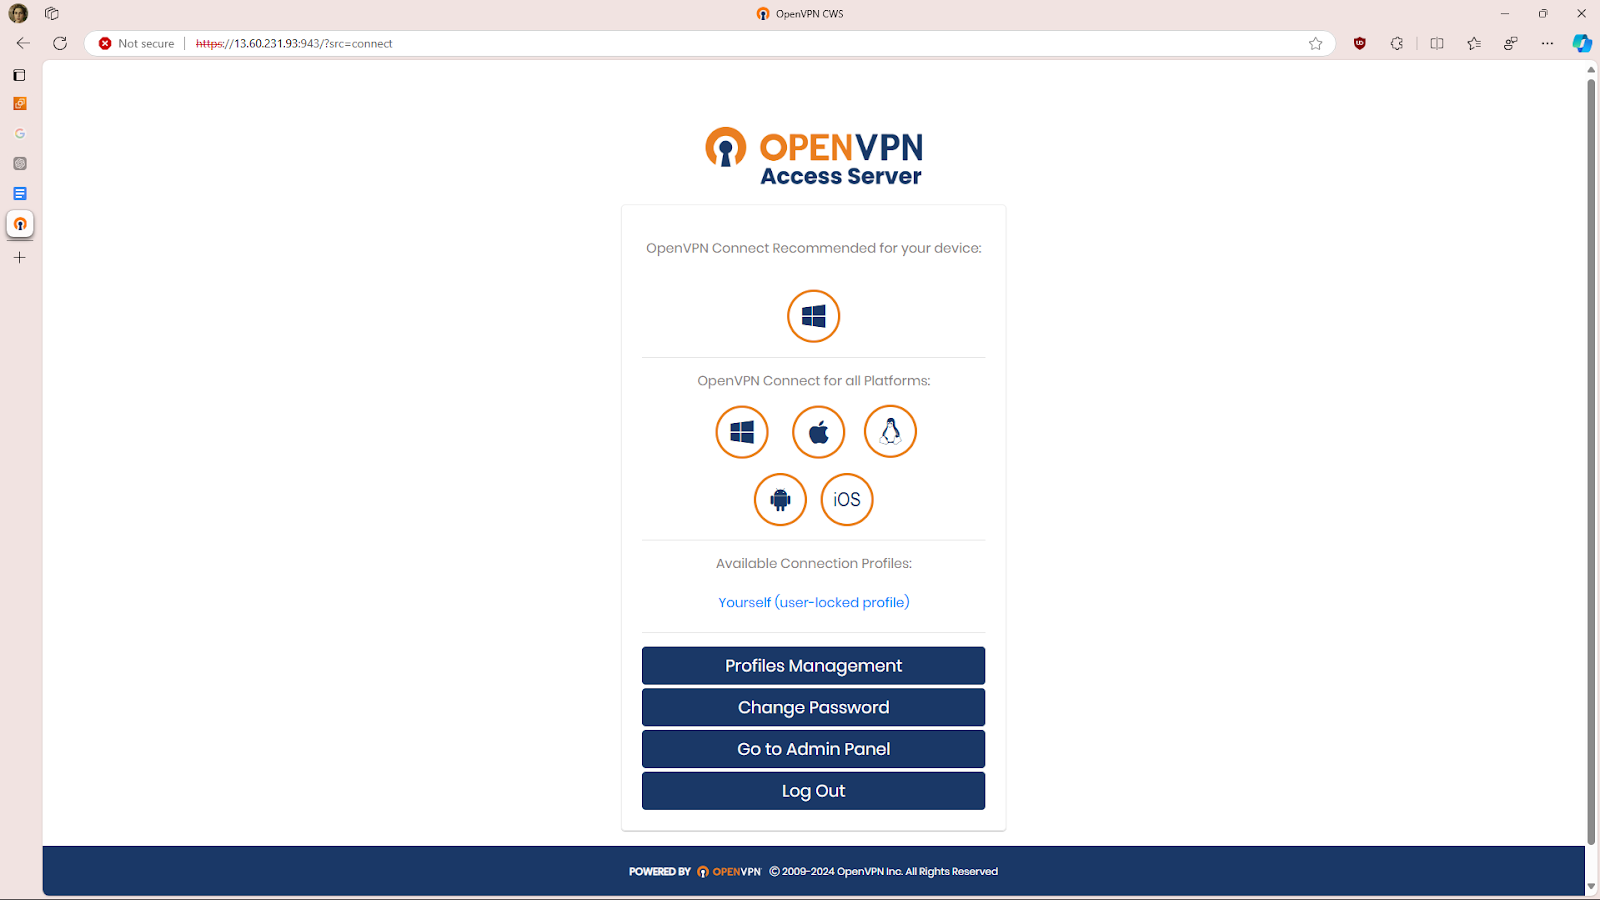 OpenVPN CWS
Not secure
https://13.60.231.93:943/?src=connect
OPENVPN
Access Server
OpenVPN Connect Recommended for your device:
OpenVPN Connect for all Platforms:
iOS
Available Connection Profiles:
Yourself (user-locked profile)
Profiles Management
Change Password
Go to Admin Panel
Log Out
POWERED BY OPENVPN © 2009-2024 OpenVPN Inc. All Rights Reserved